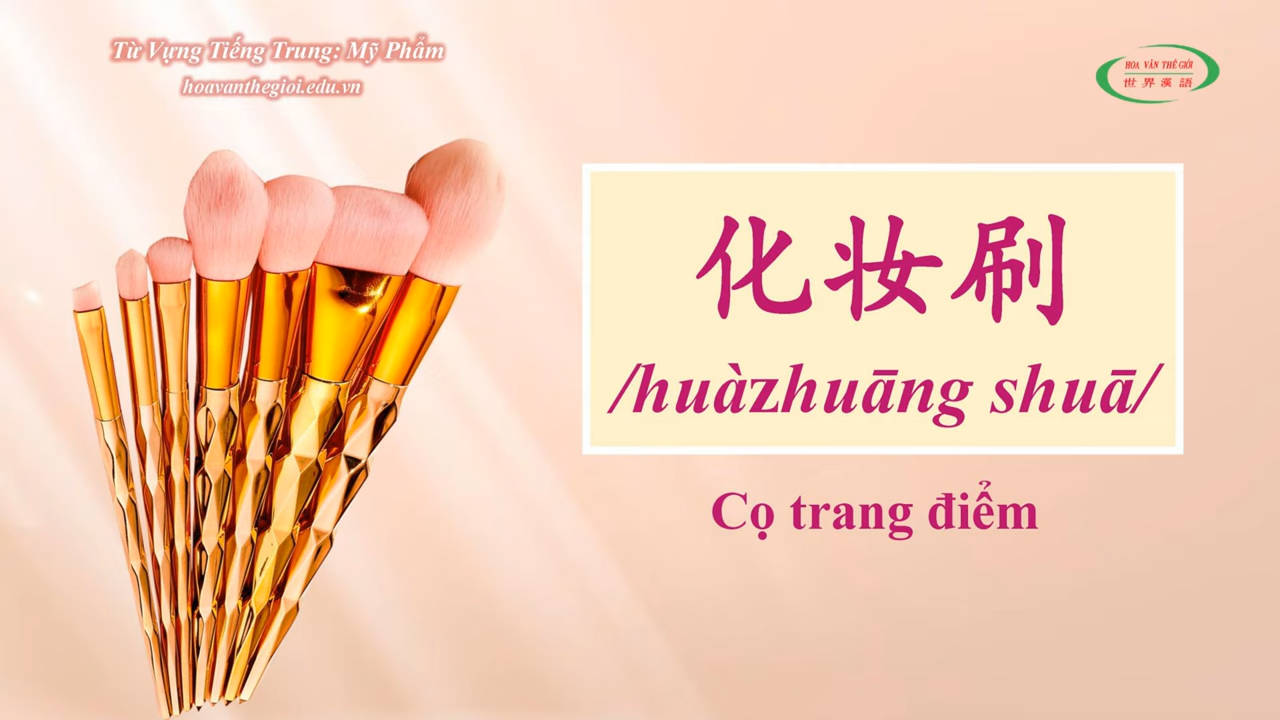 Từ Vựng Tiếng Trung: Mỹ Phẩm
hoavanthegioi.edu.vn
HOA VĂN THẾ GIỚI
世界漢語
化妆刷
/huàzhuāng shuā/
Cọ trang điểm